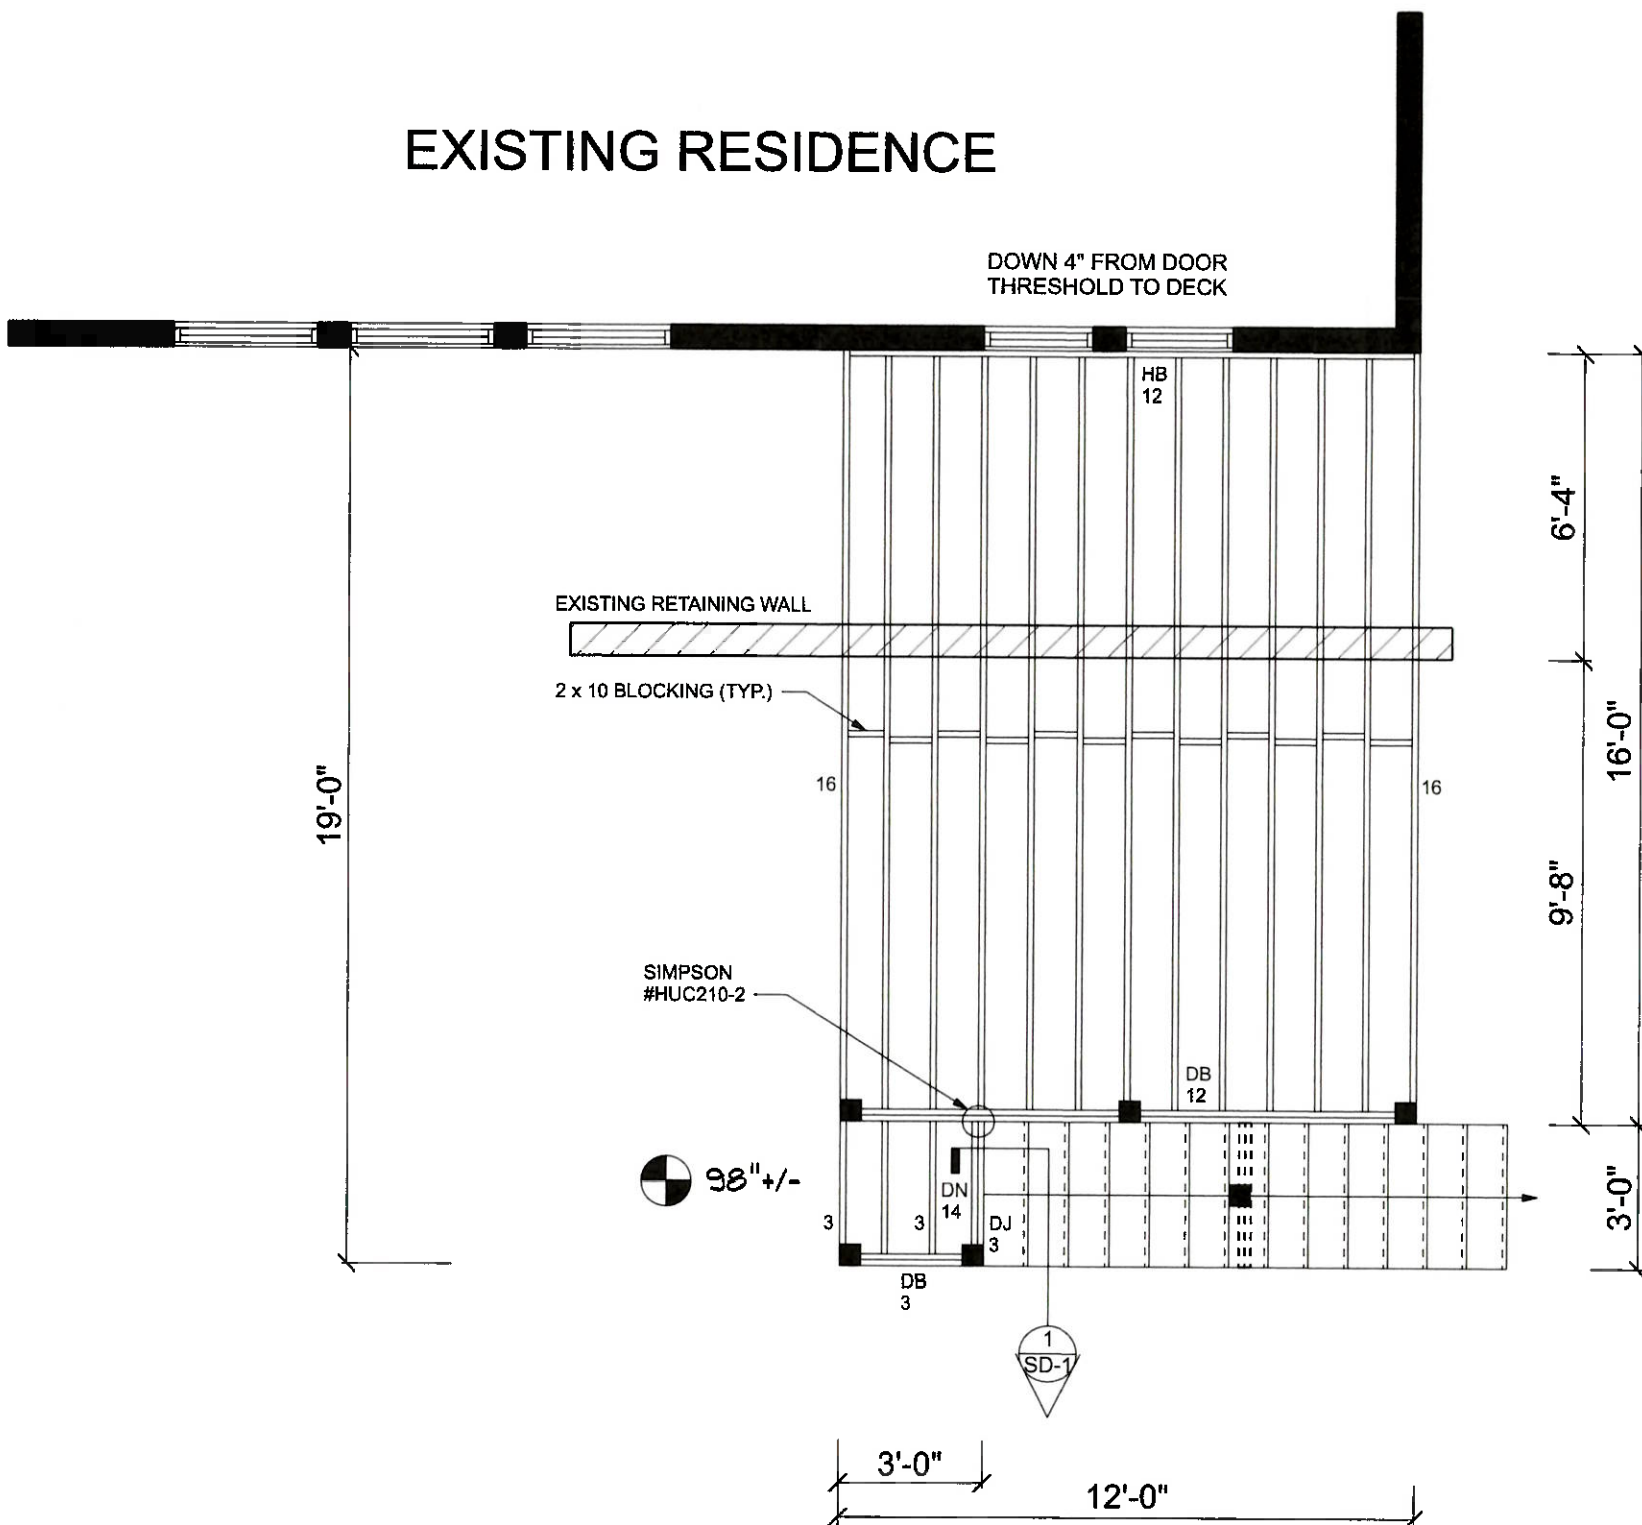 EXISTING RESIDENCE
DOWN 4" FROM DOOR
THRESHOLD TO DECK
HB
12
6'-4"
EXISTING RETAINING WALL
2 x 10 BLOCKING (TYP.)
16
16
19'-0"
16'-0"
9'-8"
SIMPSON
#HUC210-2
DB
12
98"+/-
DN
14
3
3
DJ
3
3'-0"
DB
3
1
SD-1
3'-0"
12'-0"